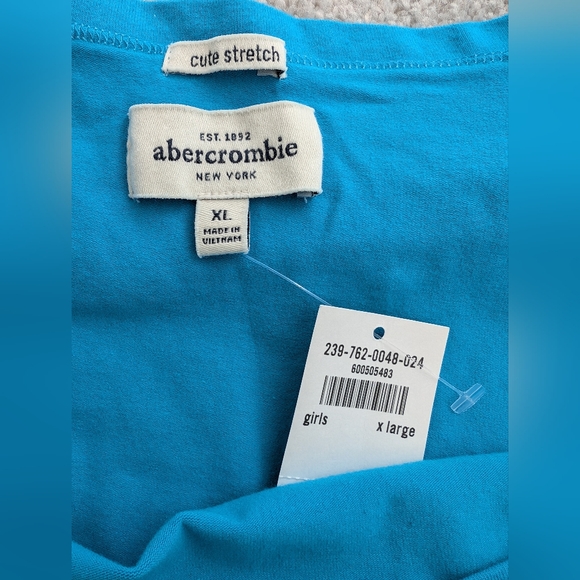 cute stretch
EST. 1892
abercrombie
NEW YORK
XL
MADE IN
VIETNAM
239-762-0048-024
600505483
girls x large